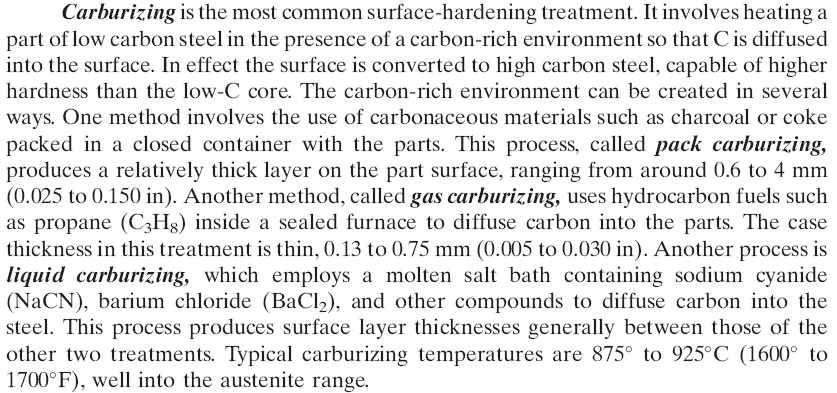 Carburizing is the most common surface-hardening treatment. It involves heating a
part of low carbon steel in the presence of a carbon-rich environment so that C is diffused
into the surface. In effect the surface is converted to high carbon steel, capable of higher
hardness than the low-C core. The carbon-rich environment can be created in several
ways. One method involves the use of carbonaceous materials such as charcoal or coke
packed in a closed container with the parts. This process, called pack carburizing,
produces a relatively thick layer on the part surface, ranging from around 0.6 to 4 mm
(0.025 to 0.150 in). Another method, called gas carburizing, uses hydrocarbon fuels such
as propane (C₃H₈) inside a sealed furnace to diffuse carbon into the parts. The case
thickness in this treatment is thin, 0.13 to 0.75 mm (0.005 to 0.030 in). Another process is
liquid carburizing, which employs a molten salt bath containing sodium cyanide
(NaCN), barium chloride (BaCl₂), and other compounds to diffuse carbon into the
steel. This process produces surface layer thicknesses generally between those of the
other two treatments. Typical carburizing temperatures are 875° to 925°C (1600° to
1700°F), well into the austenite range.